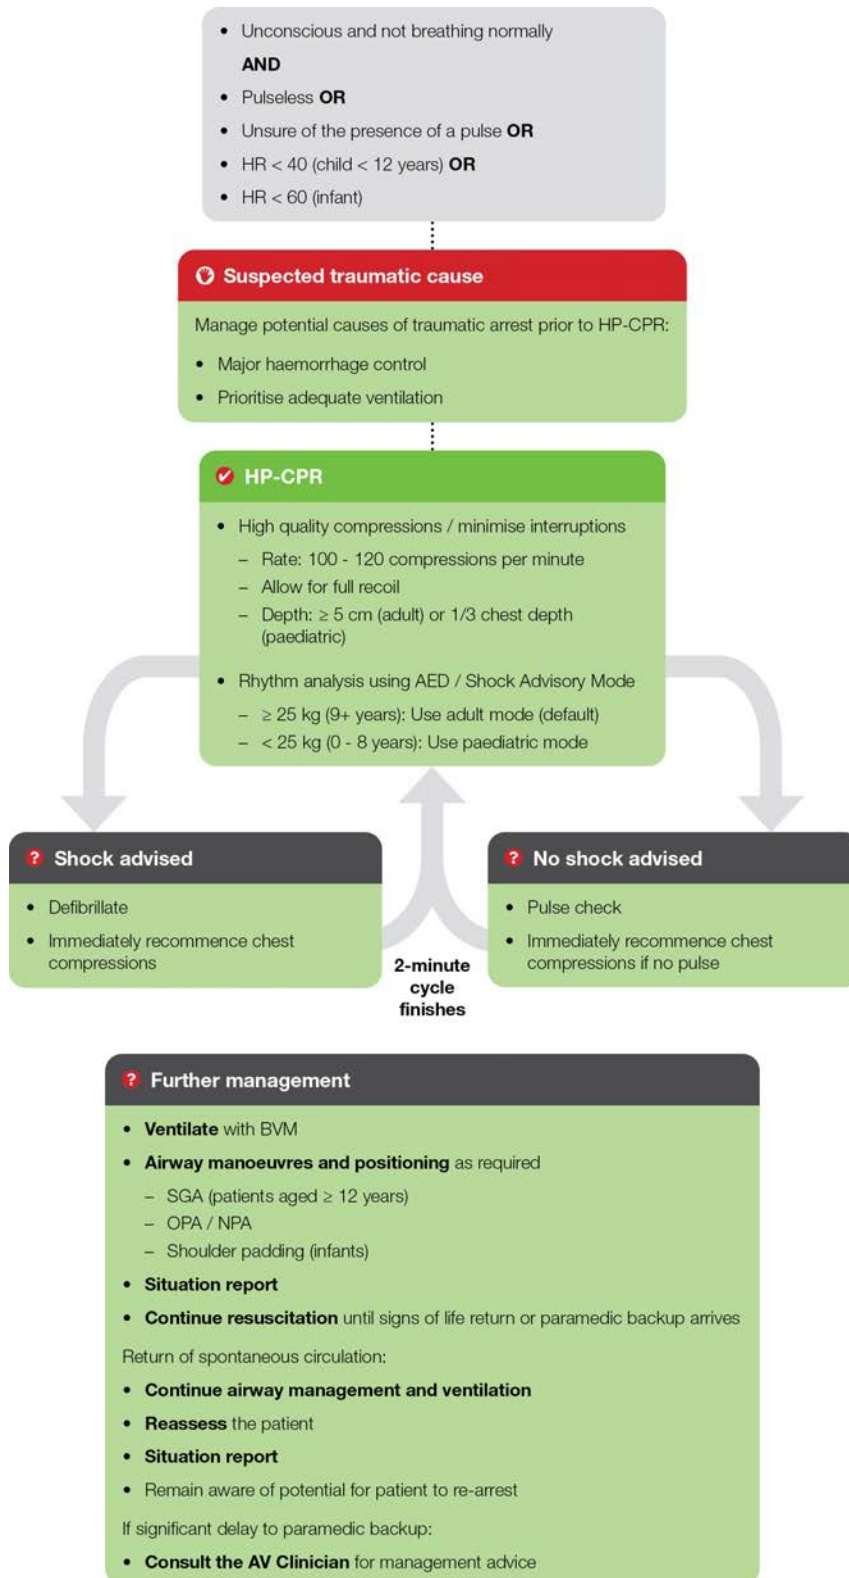 • Unconscious and not breathing normally
AND
• Pulseless OR
• Unsure of the presence of a pulse OR
• HR < 40 (child < 12 years) OR
• HR < 60 (infant)
Suspected traumatic cause
Manage potential causes of traumatic arrest prior to HP-CPR:
• Major haemorrhage control
• Prioritise adequate ventilation
HP-CPR
• High quality compressions / minimise interruptions
– Rate: 100 - 120 compressions per minute
– Allow for full recoil
– Depth: ≥ 5 cm (adult) or 1/3 chest depth
(paediatric)
• Rhythm analysis using AED / Shock Advisory Mode
– ≥ 25 kg (9+ years): Use adult mode (default)
– < 25 kg (0 - 8 years): Use paediatric mode
? Shock advised
• Defibrillate
• Immediately recommence chest
compressions
? No shock advised
• Pulse check
• Immediately recommence chest
compressions if no pulse
2-minute
cycle
finishes
? Further management
• Ventilate with BVM
• Airway manoeuvres and positioning as required
– SGA (patients aged ≥ 12 years)
– OPA / NPA
– Shoulder padding (infants)
• Situation report
• Continue resuscitation until signs of life return or paramedic backup arrives
Return of spontaneous circulation:
• Continue airway management and ventilation
• Reassess the patient
• Situation report
• Remain aware of potential for patient to re-arrest
If significant delay to paramedic backup:
• Consult the AV Clinician for management advice